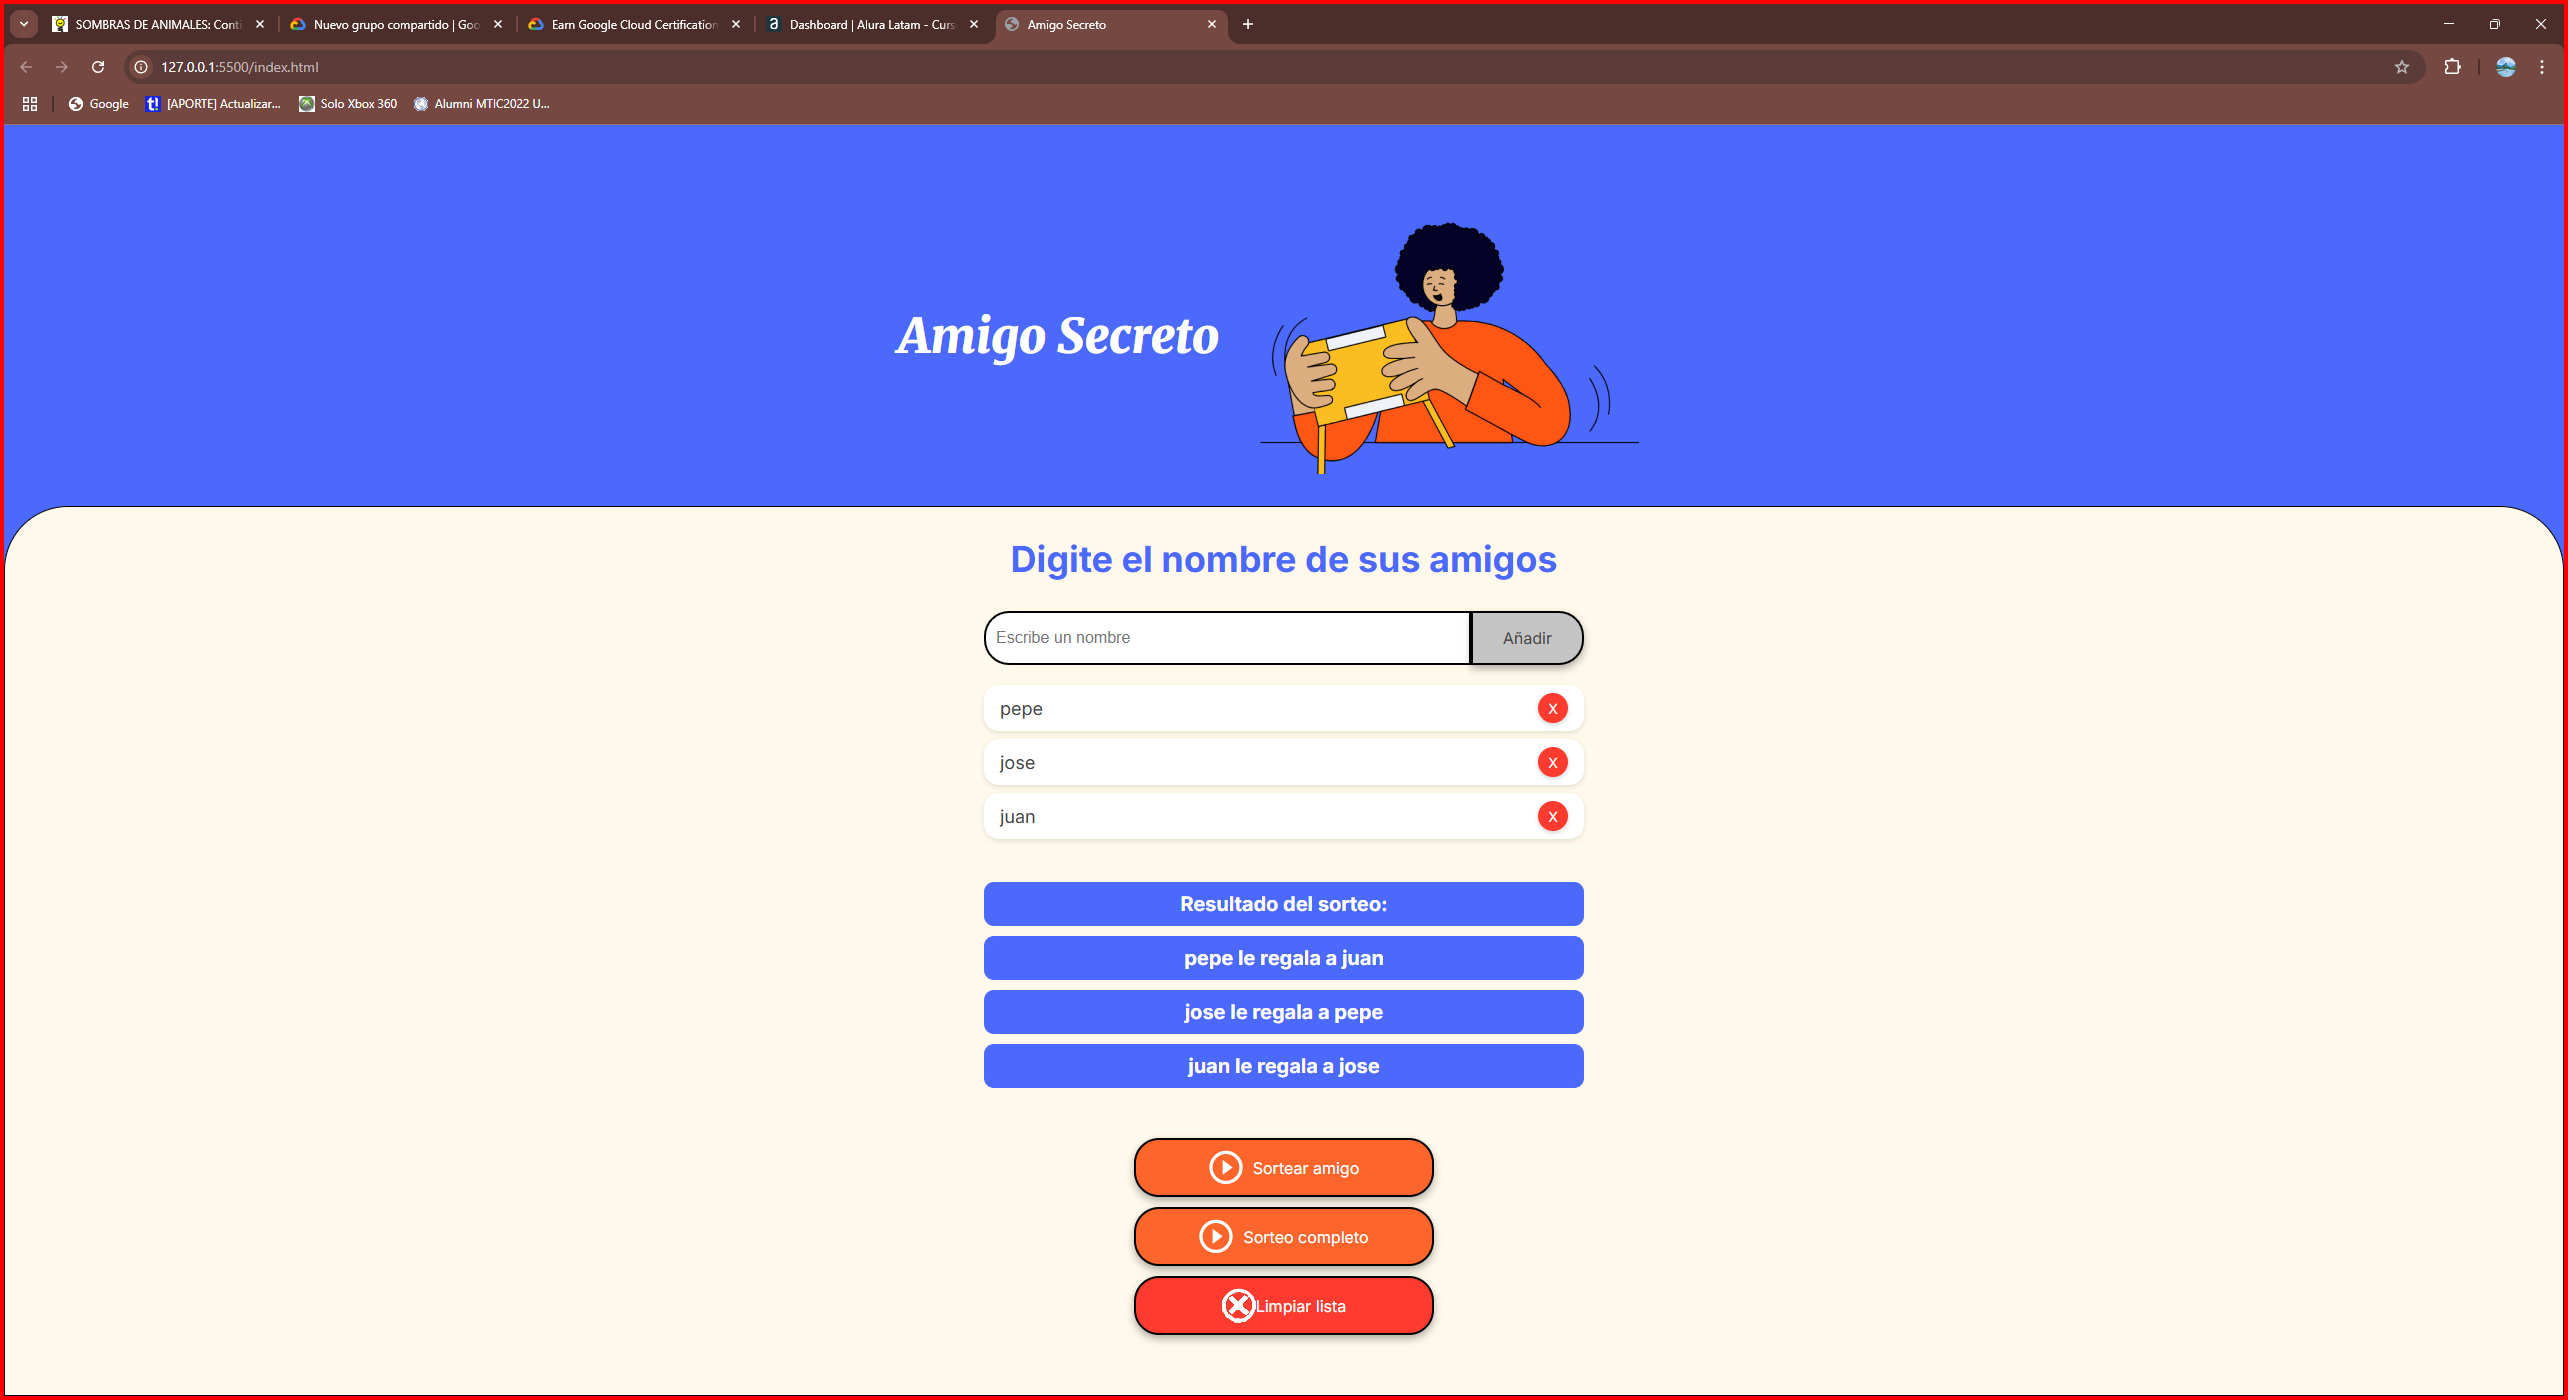 SOMBRAS DE ANIMALES: Conti
Nuevo grupo compartido | Goo
Earn Google Cloud Certification
Dashboard | Alura Latam - Curs
Amigo Secreto
127.0.0.1:5500/index.html
Google
[APORTE] Actualizar...
Solo Xbox 360
Alumni MTIC2022 U...
Amigo Secreto
Digite el nombre de sus amigos
Escribe un nombre
Añadir
pepe
X
jose
X
juan
X
Resultado del sorteo:
pepe le regala a juan
jose le regala a pepe
juan le regala a jose
Sortear amigo
Sorteo completo
Limpiar lista